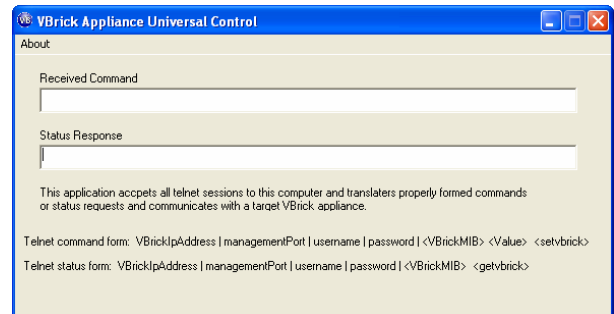 VB VBrick Appliance Universal Control
About
Received Command
Status Response
This application accpets all telnet sessions to this computer and translaters properly formed commands
or status requests and communicates with a target VBrick appliance.
Telnet command form: VBrickIpAddress | managementPort | username | password | <VBrickMIB> <Value> <setvbrick>
Telnet status form: VBrickIpAddress | managementPort | username | password | <VBrickMIB> <getvbrick>